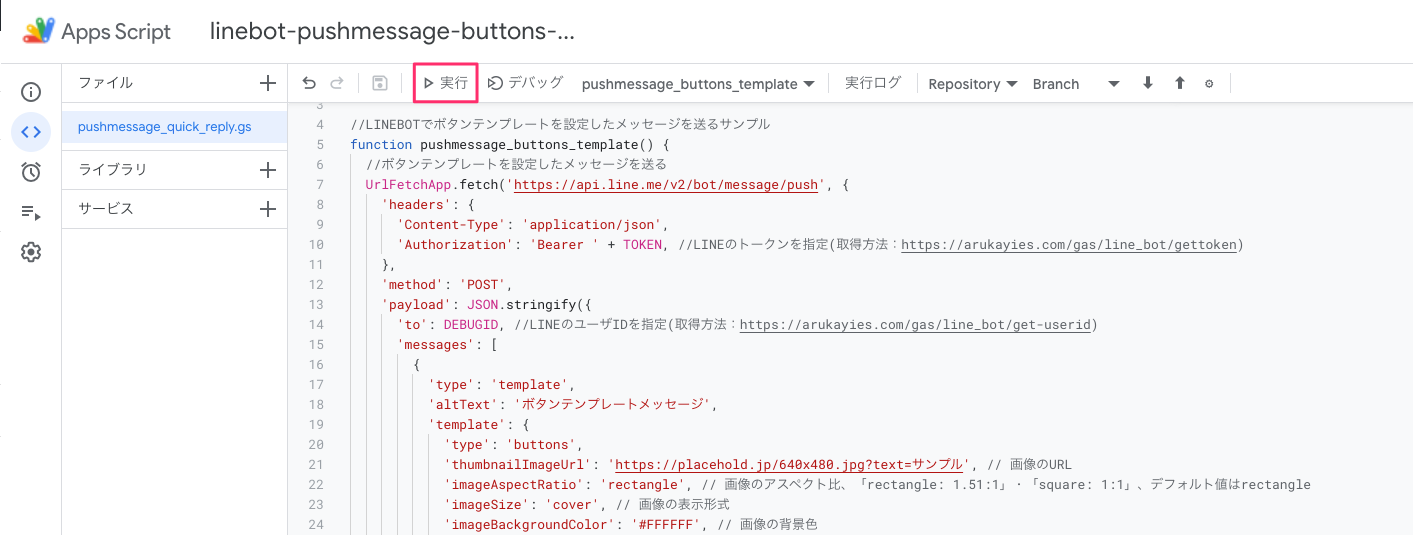 Apps Script linebot-pushmessage-buttons-...
ファイル
実行 デバッグ pushmessage_buttons_template 実行ログ Repository Branch
pushmessage_quick_reply.gs
ライブラリ
サービス
3
4 //LINEBOTでボタンテンプレートを設定したメッセージを送るサンプル
5 function pushmessage_buttons_template() {
6 //ボタンテンプレートを設定したメッセージを送る
7 UrlFetchApp.fetch('https://api.line.me/v2/bot/message/push', {
8 'headers': {
9 'Content-Type': 'application/json',
10 'Authorization': 'Bearer ' + TOKEN, //LINEのトークンを指定(取得方法：https://arukayies.com/gas/line_bot/gettoken)
11 },
12 'method': 'POST',
13 'payload': JSON.stringify({
14 'to': DEBUGID, //LINEのユーザIDを指定(取得方法：https://arukayies.com/gas/line_bot/get-userid)
15 'messages': [
16 {
17 'type': 'template',
18 'altText': 'ボタンテンプレートメッセージ',
19 'template': {
20 'type': 'buttons',
21 'thumbnailImageUrl': 'https://placehold.jp/640x480.jpg?text=サンプル', // 画像のURL
22 'imageAspectRatio': 'rectangle', // 画像のアスペクト比、「rectangle: 1.51:1」・「square: 1:1」、デフォルト値はrectangle
23 'imageSize': 'cover', // 画像の表示形式
24 'imageBackgroundColor': '#FFFFFF', // 画像の背景色